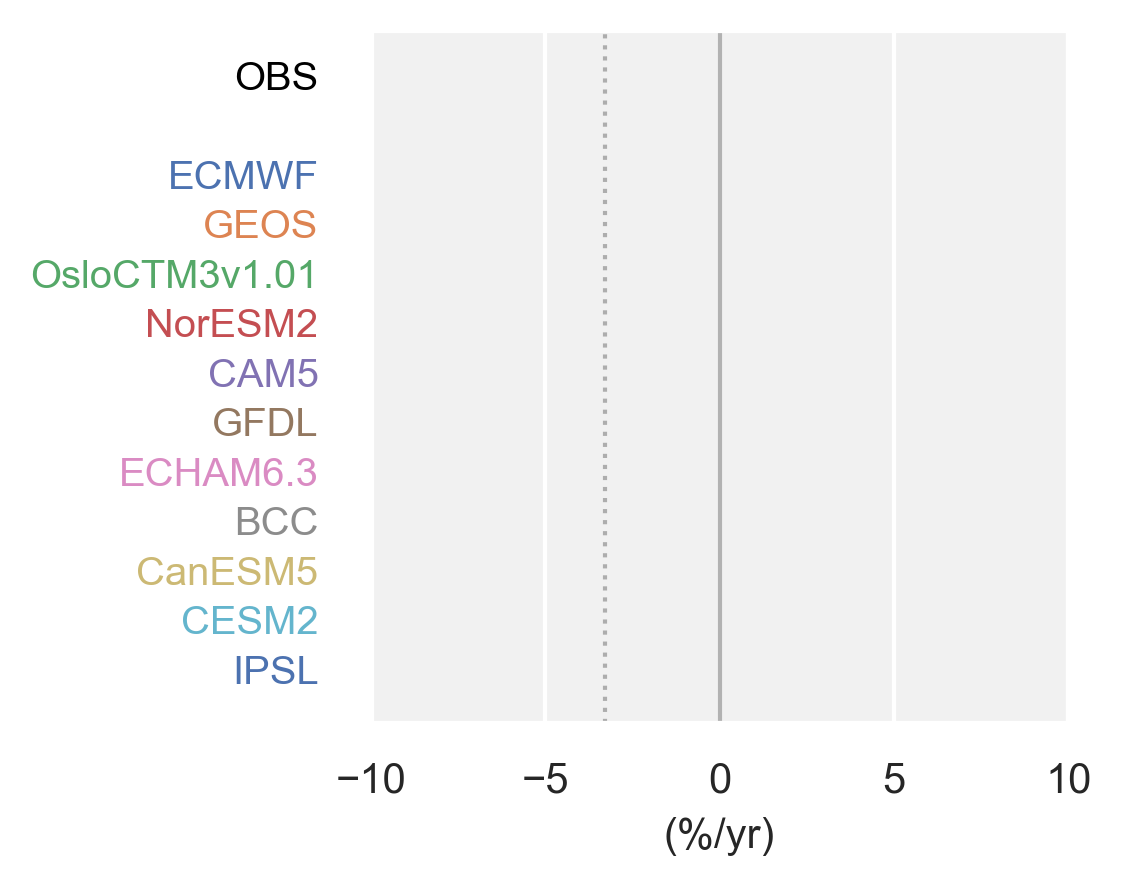 OBS
ECMWF
GEOS
OsloCTM3v1.01
NorESM2
CAM5
GFDL
ECHAM6.3
BCC
CanESM5
CESM2
IPSL
−10 −5 0 5 10
(%/yr)